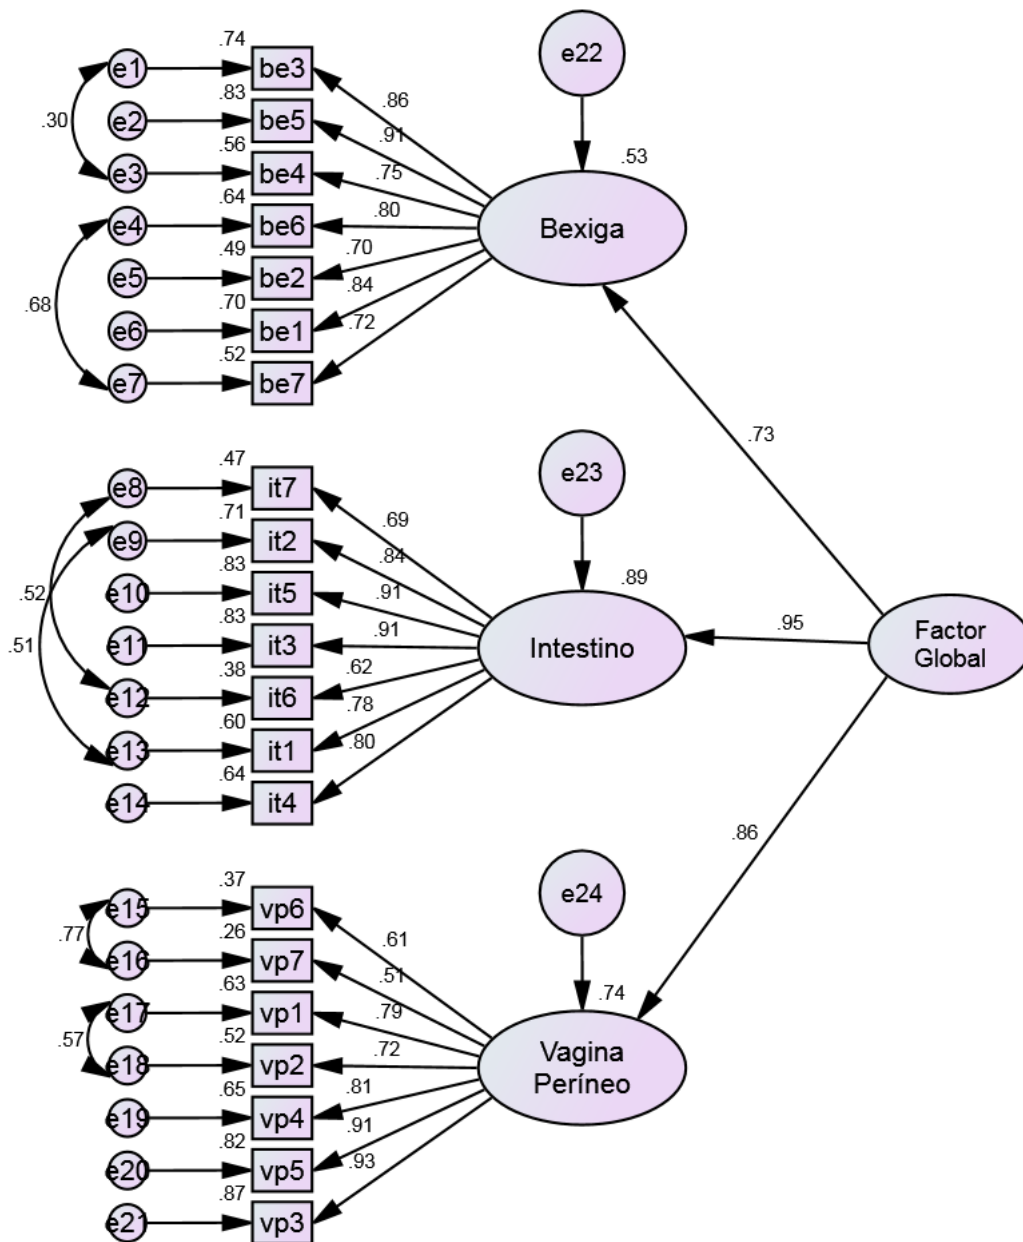 .74
e1
be3
.86
.83
e2
be5
.91
.30
.56
e3
be4
.75
.64
e4
be6
.80
.49
e5
be2
.70
.68
.70
e6
be1
.84
.52
e7
be7
.72
e22
.53
Bexiga
.73
.47
e8
it7
.69
.71
e9
it2
.84
.83
e10
it5
.91
.52
.83
e11
it3
.91
.51
.38
e12
it6
.62
.60
e13
it1
.78
.64
e14
it4
.80
e23
.89
Intestino
.95
Factor
Global
.86
.37
e15
vp6
.61
.77
.26
e16
vp7
.51
.63
e17
vp1
.79
.57
.52
e18
vp2
.72
.65
e19
vp4
.81
.82
e20
vp5
.91
.87
e21
vp3
.93
e24
.74
Vagina
Períneo